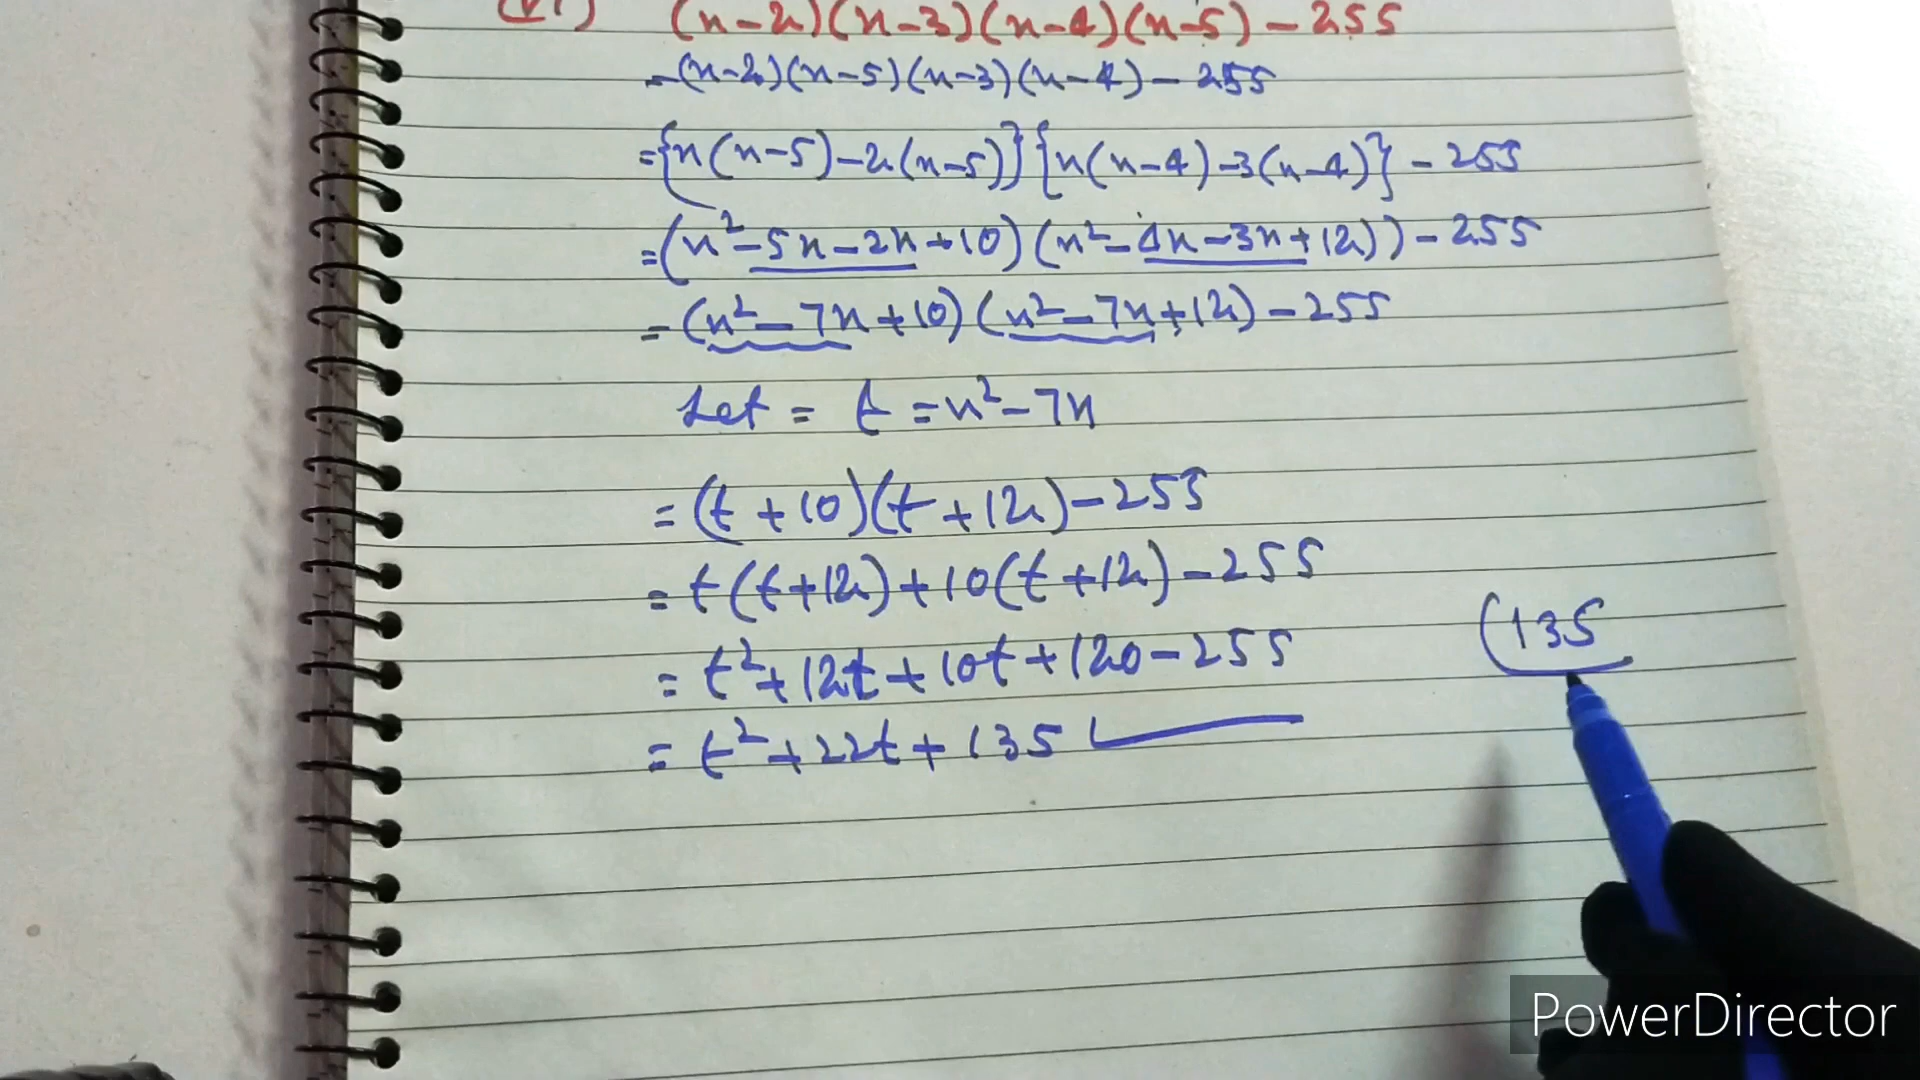 (vi) (x-2)(x-3)(x-4)(x-5)-255
=(x-2)(x-5)(x-3)(x-4)-255
={x(x-5)-2(x-5)}{x(x-4)-3(x-4)}-255
=(x²-5x-2x+10)(x²-4x-3x+12))-255
=(x²-7x+10)(x²-7x+12)-255
Let = t=x²-7x
=(t+10)(t+12)-255
=t(t+12)+10(t+12)-255
=t²+12t+10t+120-255
=t²+22t+135
(135
PowerDirector